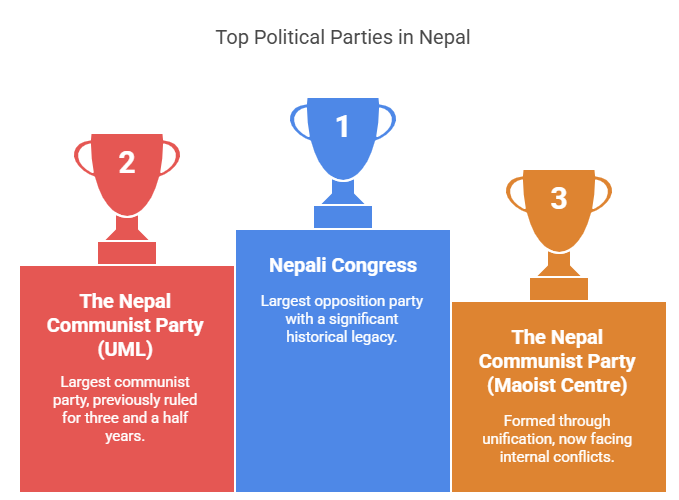 Top Political Parties in Nepal
2
The Nepal
Communist Party
(UML)
Largest communist
party, previously ruled
for three and a half
years.
1
Nepali Congress
Largest opposition party
with a significant
historical legacy.
3
The Nepal
Communist Party
(Maoist Centre)
Formed through
unification, now facing
internal conflicts.